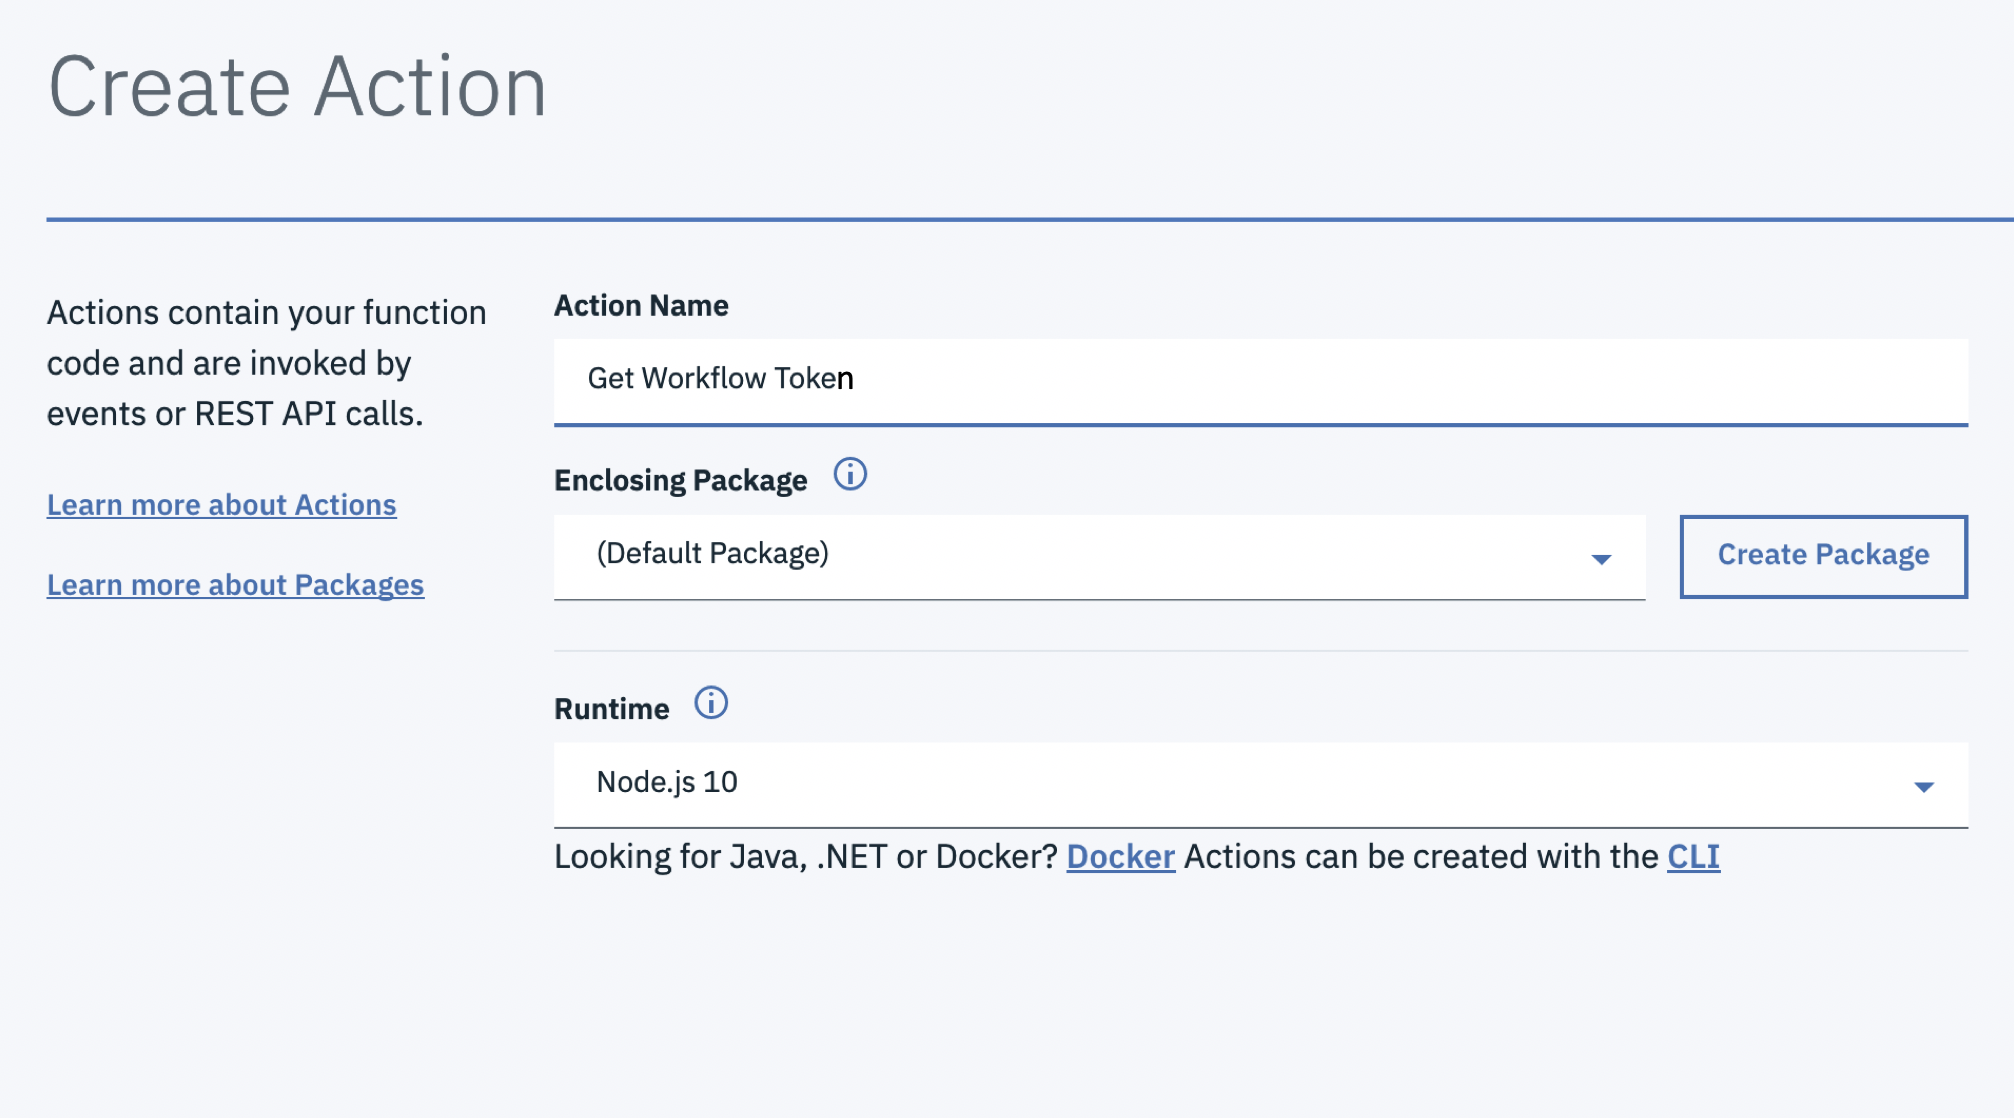 Create Action
Actions contain your function
code and are invoked by
events or REST API calls.
Learn more about Actions
Learn more about Packages
Action Name
Get Workflow Token
Enclosing Package
(Default Package)
Create Package
Runtime
Node.js 10
Looking for Java, .NET or Docker? Docker Actions can be created with the CLI